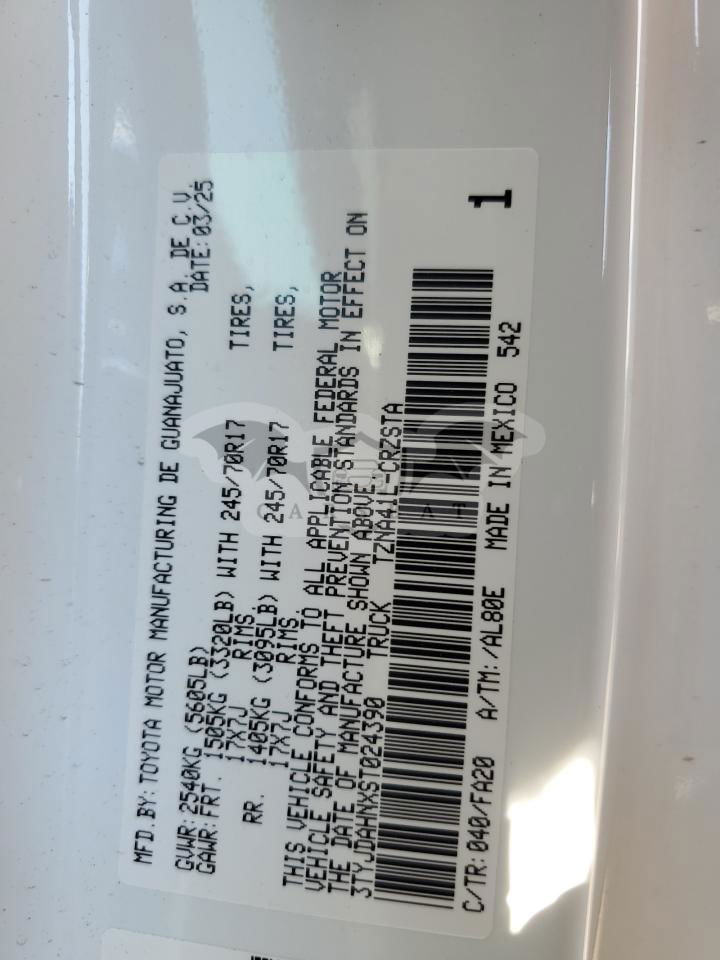 MFD.BY: TOYOTA MOTOR MANUFACTURING DE GUANAJUATO, S.A. DE C.V.
DATE: 03/25
GVWR: 2540KG (5605LB)
GAWR: FRT. 1505KG (3320LB) WITH 245/70R17 TIRES,
17X7J RIMS
RR. 1405KG (3095LB) WITH 245/70R17 TIRES,
17X7J RIMS.
THIS VEHICLE CONFORMS TO ALL APPLICABLE FEDERAL MOTOR
VEHICLE SAFETY AND THEFT PREVENTION STANDARDS IN EFFECT ON
THE DATE OF MANUFACTURE SHOWN ABOVE.
3TYJDAHNXST024390 TRUCK TZNA41L-CRZSTA
C/TR: 040/FA20 A/TM: /AL80E MADE IN MEXICO 542
1